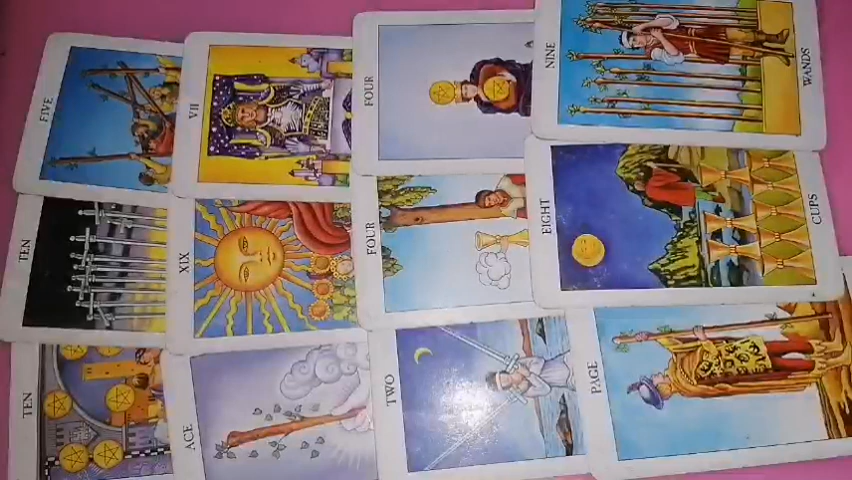 FIVE
VII
FOUR
NINE
WANDS
TEN
XIX
FOUR
EIGHT
CUPS
TEN
ACE
TWO
PAGE